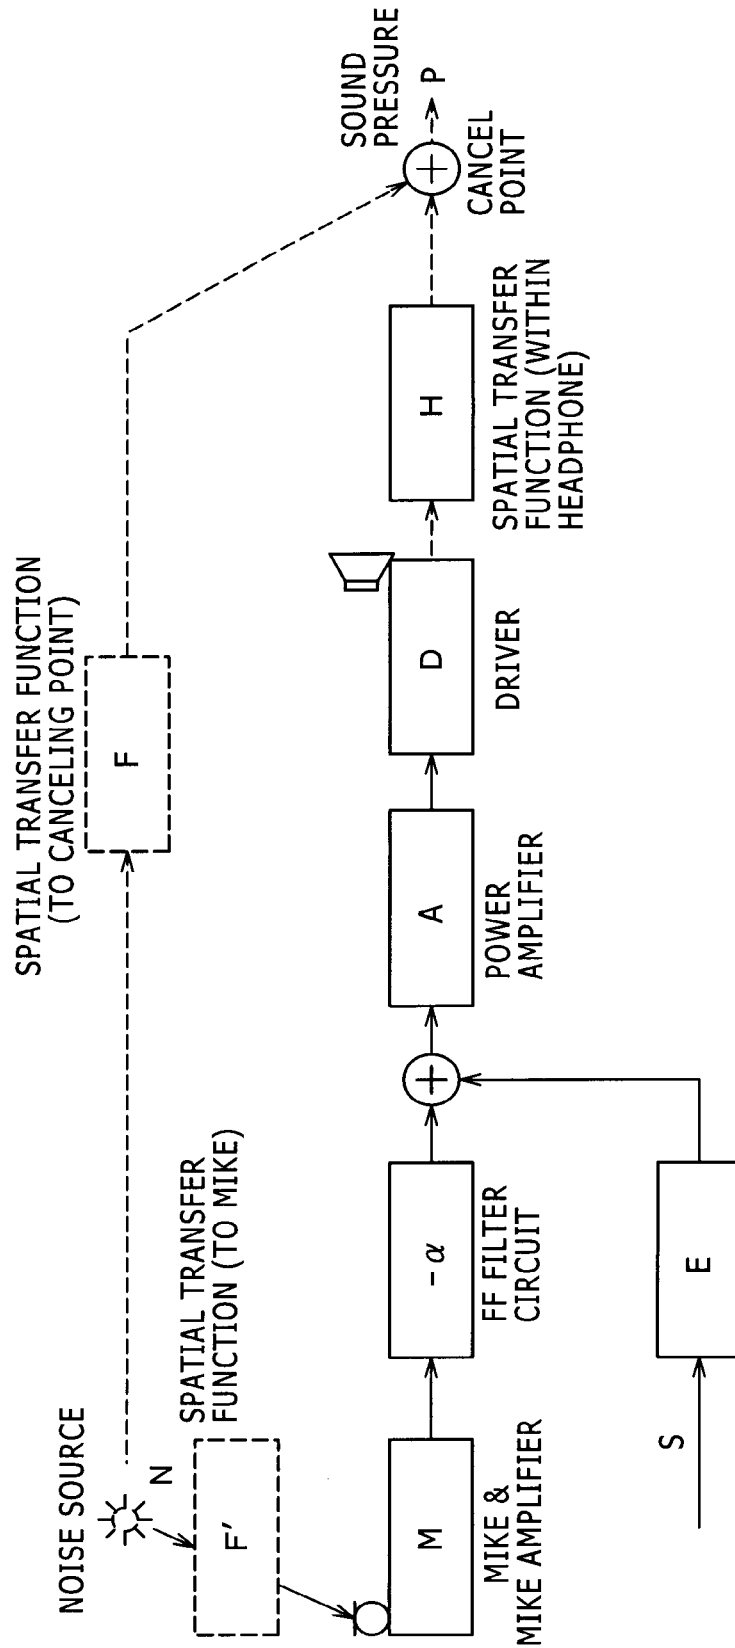 NOISE SOURCE
N
SPATIAL TRANSFER
FUNCTION (TO MIKE)
F'
SPATIAL TRANSFER FUNCTION
(TO CANCELING POINT)
F
M
MIKE &
MIKE AMPLIFIER
-α
FF FILTER
CIRCUIT
+
A
POWER
AMPLIFIER
D
DRIVER
H
SPATIAL TRANSFER
FUNCTION (WITHIN
HEADPHONE)
+
CANCEL
POINT
SOUND
PRESSURE
P
S
E